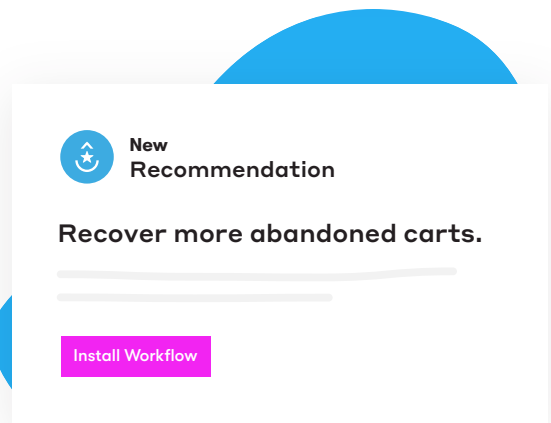 New
Recommendation
Recover more abandoned carts.
Install Workflow